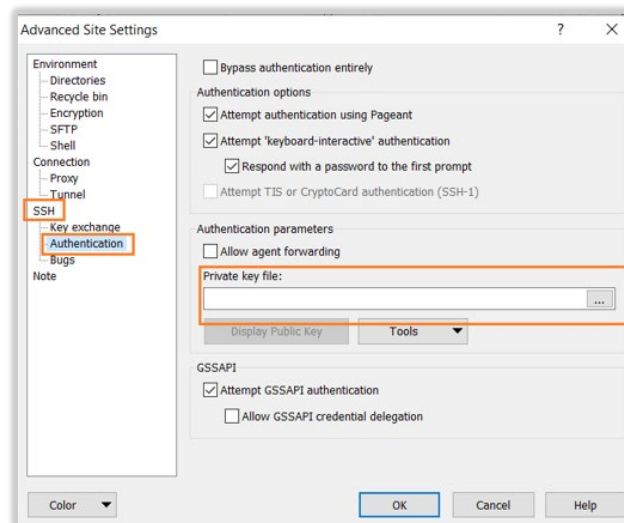 Advanced Site Settings
?
Environment
Directories
Recycle bin
Encryption
SFTP
Shell
Connection
Proxy
Tunnel
SSH
Key exchange
Authentication
Bugs
Note
Bypass authentication entirely
Authentication options
Attempt authentication using Pageant
Attempt 'keyboard-interactive' authentication
Respond with a password to the first prompt
Attempt TIS or CryptoCard authentication (SSH-1)
Authentication parameters
Allow agent forwarding
Private key file:
...
Display Public Key
Tools
GSSAPI
Attempt GSSAPI authentication
Allow GSSAPI credential delegation
Color
OK
Cancel
Help